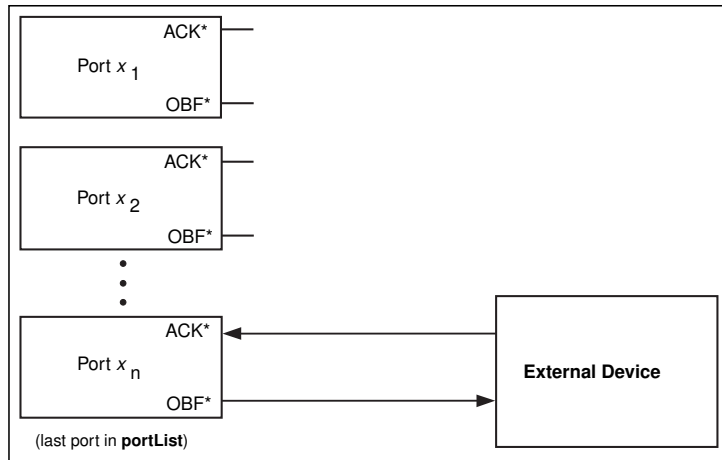 ACK*
Port x 1
OBF*
ACK*
Port x 2
OBF*
ACK*
Port x n
OBF*
External Device
(last port in portList)